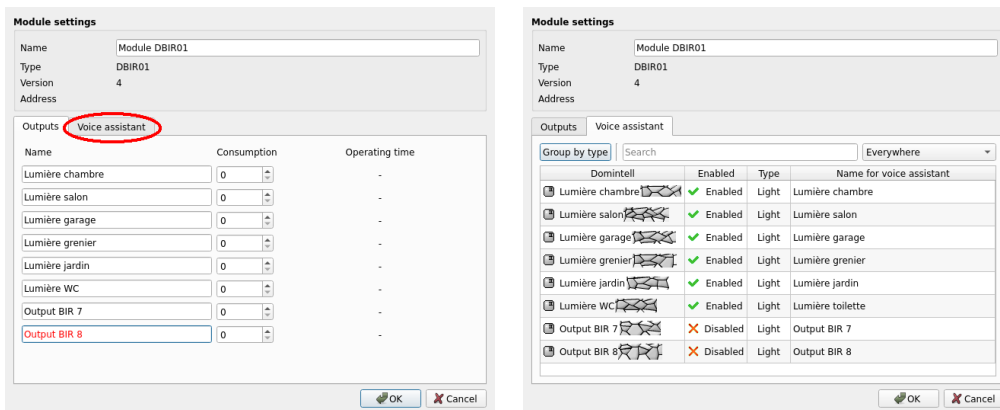 Module settings
Name Module DBIR01
Type DBIR01
Version 4
Address
Outputs Voice assistant
Name Consumption Operating time
Lumière chambre 0 -
Lumière salon 0 -
Lumière garage 0 -
Lumière grenier 0 -
Lumière jardin 0 -
Lumière WC 0 -
Output BIR 7 0 -
Output BIR 8 0 -
OK Cancel
Module settings
Name Module DBIR01
Type DBIR01
Version 4
Address
Outputs Voice assistant
Group by type Search Everywhere
Domintell Enabled Type Name for voice assistant
Lumière chambre Enabled Light Lumière chambre
Lumière salon Enabled Light Lumière salon
Lumière garage Enabled Light Lumière garage
Lumière grenier Enabled Light Lumière grenier
Lumière jardin Enabled Light Lumière jardin
Lumière WC Enabled Light Lumière toilette
Output BIR 7 Disabled Light Output BIR 7
Output BIR 8 Disabled Light Output BIR 8
OK Cancel